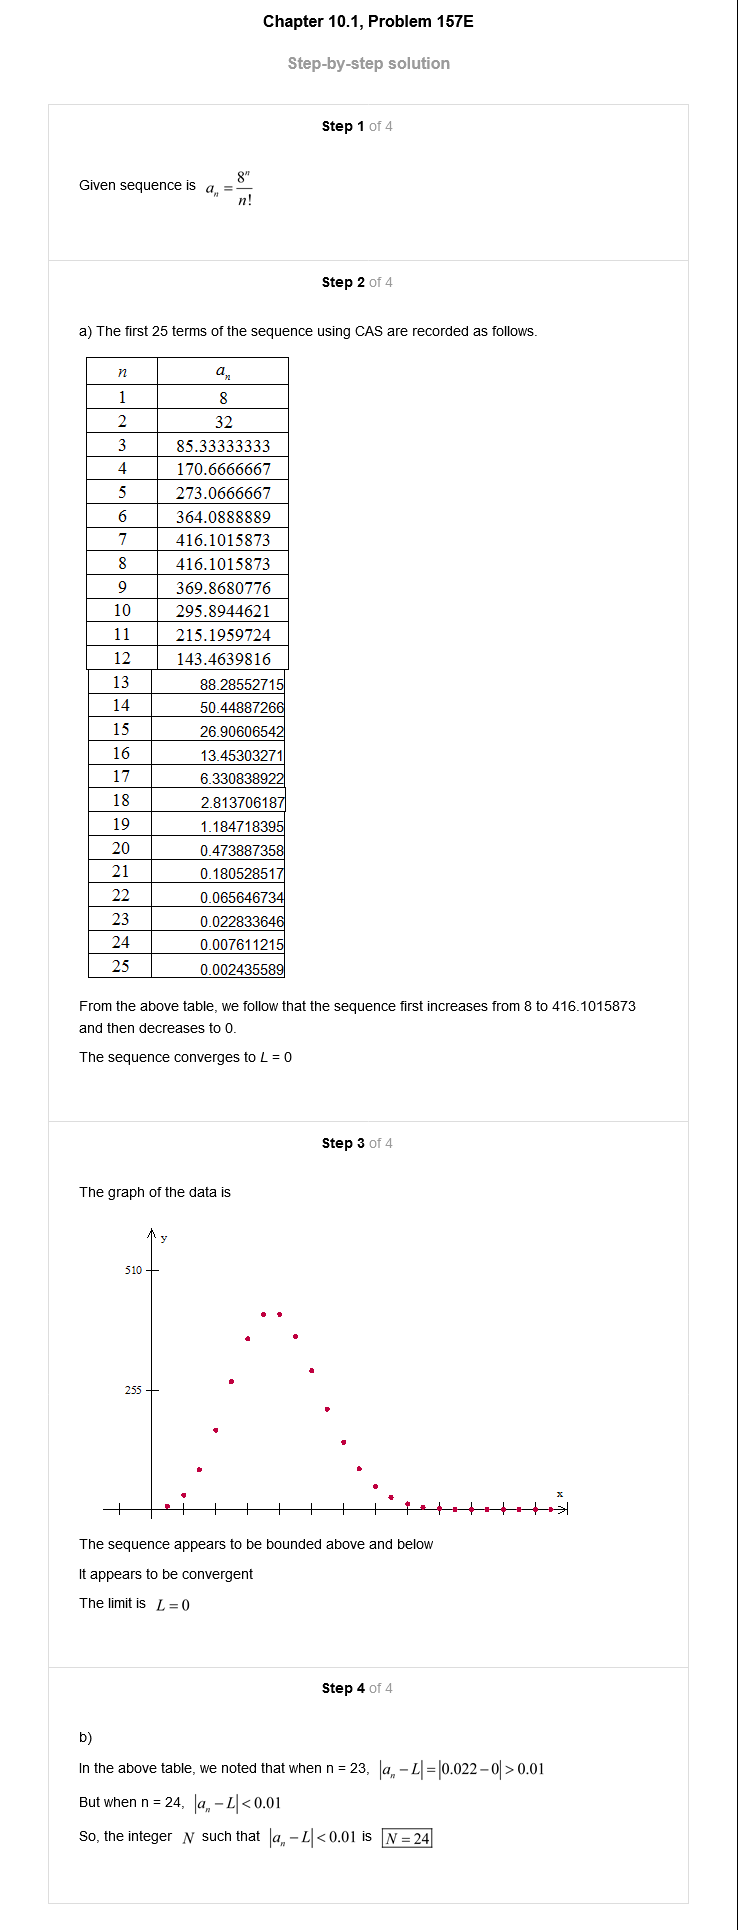 Chapter 10.1, Problem 157E
Step-by-step solution
Step 1 of 4
Given sequence is aₙ = 8ⁿ/n!
Step 2 of 4
a) The first 25 terms of the sequence using CAS are recorded as follows.
n aₙ
1 8
2 32
3 85.33333333
4 170.6666667
5 273.0666667
6 364.0888889
7 416.1015873
8 416.1015873
9 369.8680776
10 295.8944621
11 215.1959724
12 143.4639816
13 88.28552715
14 50.44887266
15 26.90606542
16 13.45303271
17 6.330838922
18 2.813706187
19 1.184718395
20 0.473887358
21 0.180528517
22 0.065646734
23 0.022833646
24 0.007611215
25 0.002435589
From the above table, we follow that the sequence first increases from 8 to 416.1015873
and then decreases to 0.
The sequence converges to L = 0
Step 3 of 4
The graph of the data is
y
510
255
x
The sequence appears to be bounded above and below
It appears to be convergent
The limit is L = 0
Step 4 of 4
b)
In the above table, we noted that when n = 23, |aₙ − L| = |0.022 − 0| > 0.01
But when n = 24, |aₙ − L| < 0.01
So, the integer N such that |aₙ − L| < 0.01 is N = 24